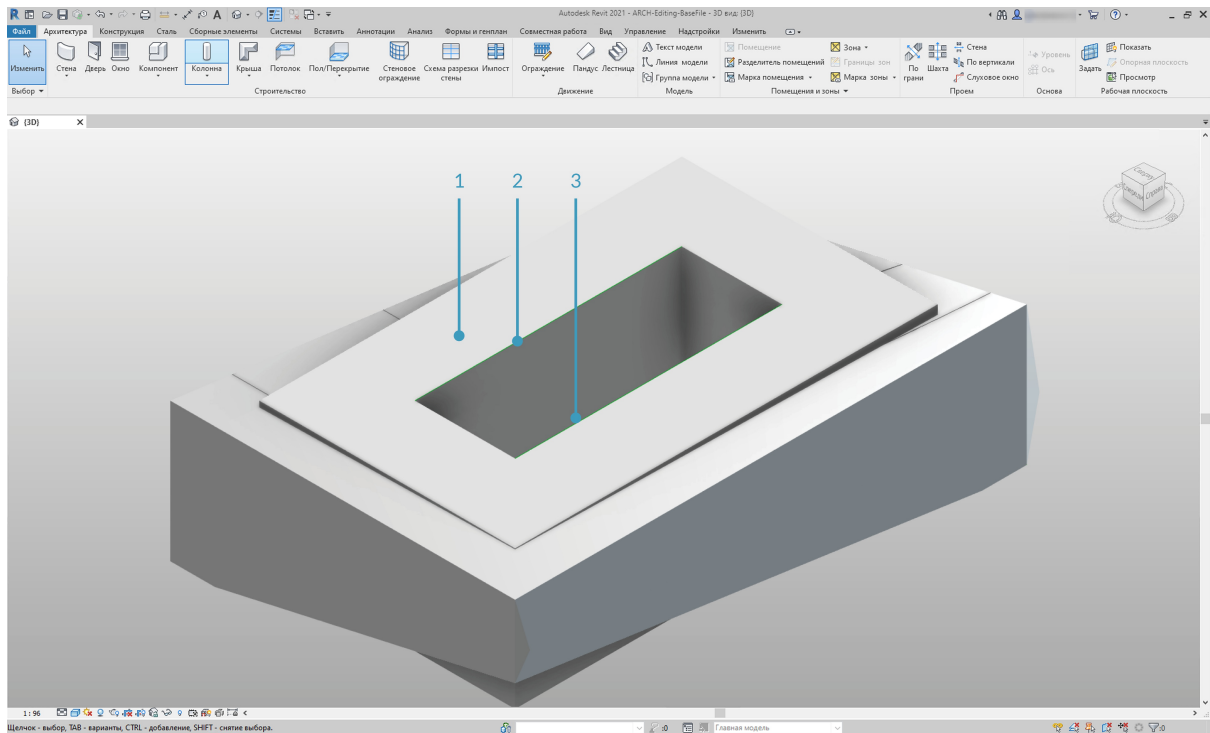 Autodesk Revit 2021 - ARCH-Editing-BaseFile - 3D вид: {3D}
Файл Архитектура Конструкция Сталь Сборные элементы Системы Вставить Аннотации Анализ Формы и генплан Совместная работа Вид Управление Надстройки Изменить
Изменить Стена Дверь Окно Компонент Колонна Крыша Потолок Пол/Перекрытие Стеновое ограждение Схема разрезки стены Импост Ограждение Пандус Лестница
Текст модели Помещение Зона Стена
Линия модели Разделитель помещений Границы зон По вертикали
Группа модели Марка помещения Марка зоны Слуховое окно
По грани Шахта
Уровень
Ось
Задать
Показать
Опорная плоскость
Просмотр
Выбор Строительство Движение Модель Помещения и зоны Проем Основа Рабочая плоскость
{3D}
1 2 3
1 : 96
Щелчок - выбор, TAB - варианты, CTRL - добавление, SHIFT - снятие выбора. :0 Главная модель :0